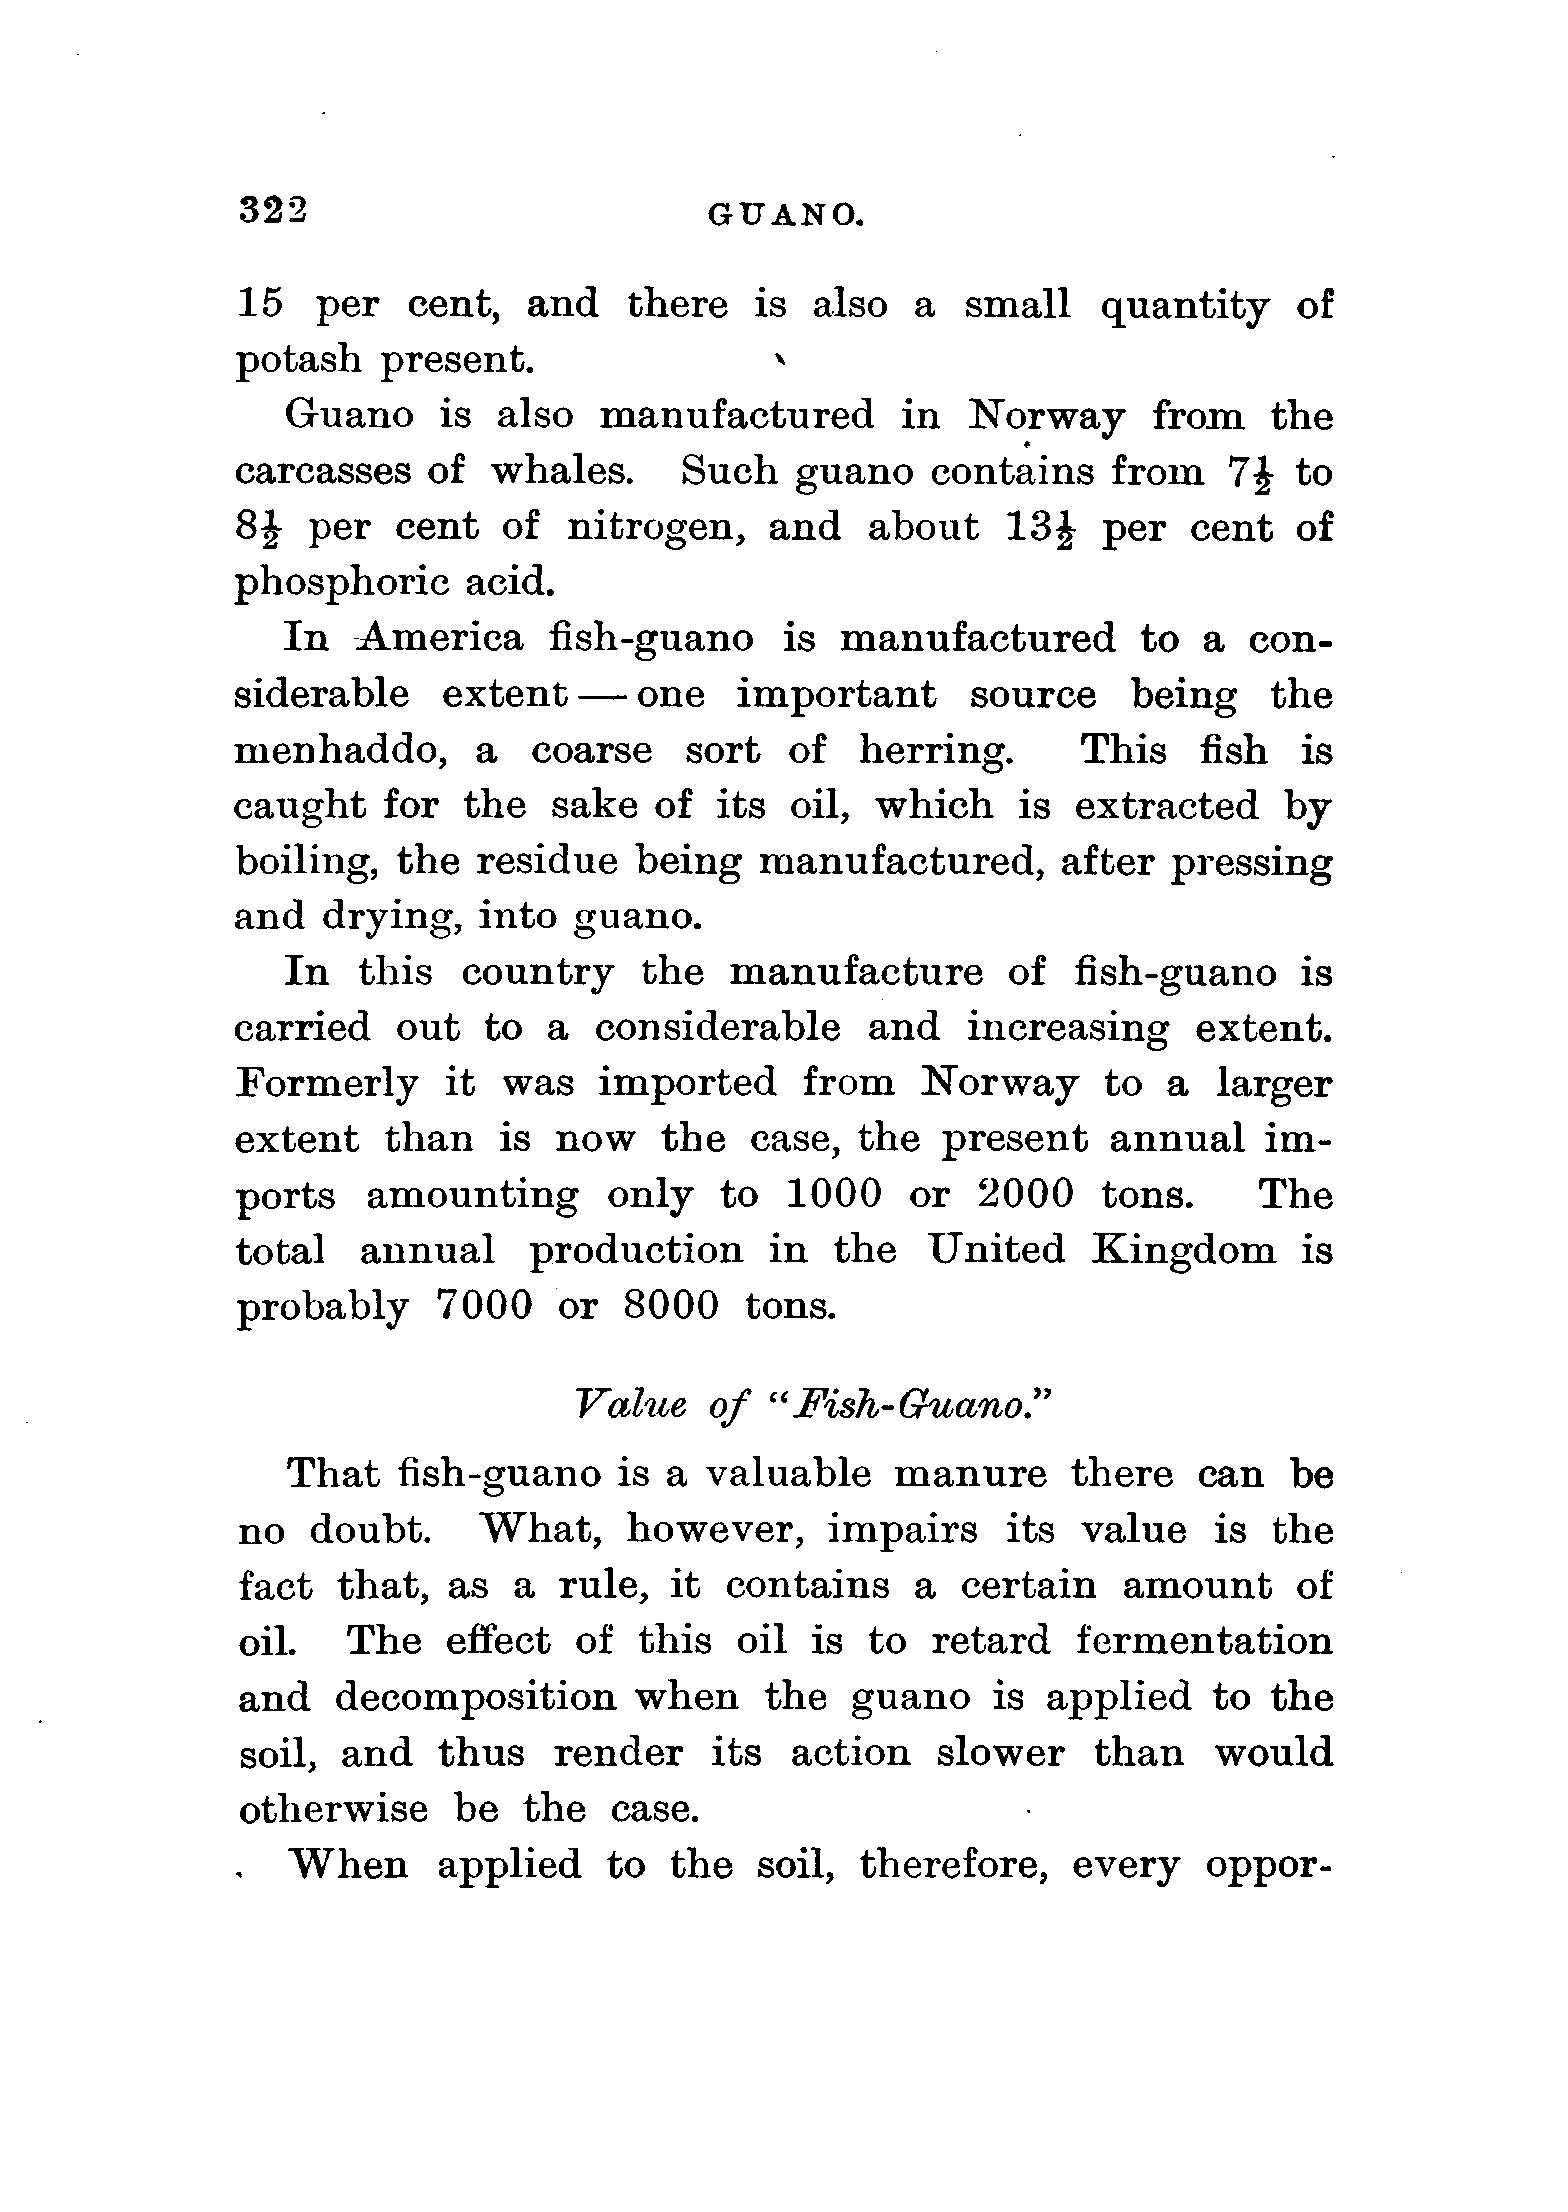 322 GUANO.
15 per cent, and there is also a small quantity of
potash present.
Guano is also manufactured in Norway from the
carcasses of whales. Such guano contains from 7½ to
8½ per cent of nitrogen, and about 13½ per cent of
phosphoric acid.
In America fish-guano is manufactured to a con-
siderable extent — one important source being the
menhaddo, a coarse sort of herring. This fish is
caught for the sake of its oil, which is extracted by
boiling, the residue being manufactured, after pressing
and drying, into guano.
In this country the manufacture of fish-guano is
carried out to a considerable and increasing extent.
Formerly it was imported from Norway to a larger
extent than is now the case, the present annual im-
ports amounting only to 1000 or 2000 tons. The
total annual production in the United Kingdom is
probably 7000 or 8000 tons.
Value of “Fish-Guano.”
That fish-guano is a valuable manure there can be
no doubt. What, however, impairs its value is the
fact that, as a rule, it contains a certain amount of
oil. The effect of this oil is to retard fermentation
and decomposition when the guano is applied to the
soil, and thus render its action slower than would
otherwise be the case.
When applied to the soil, therefore, every oppor-